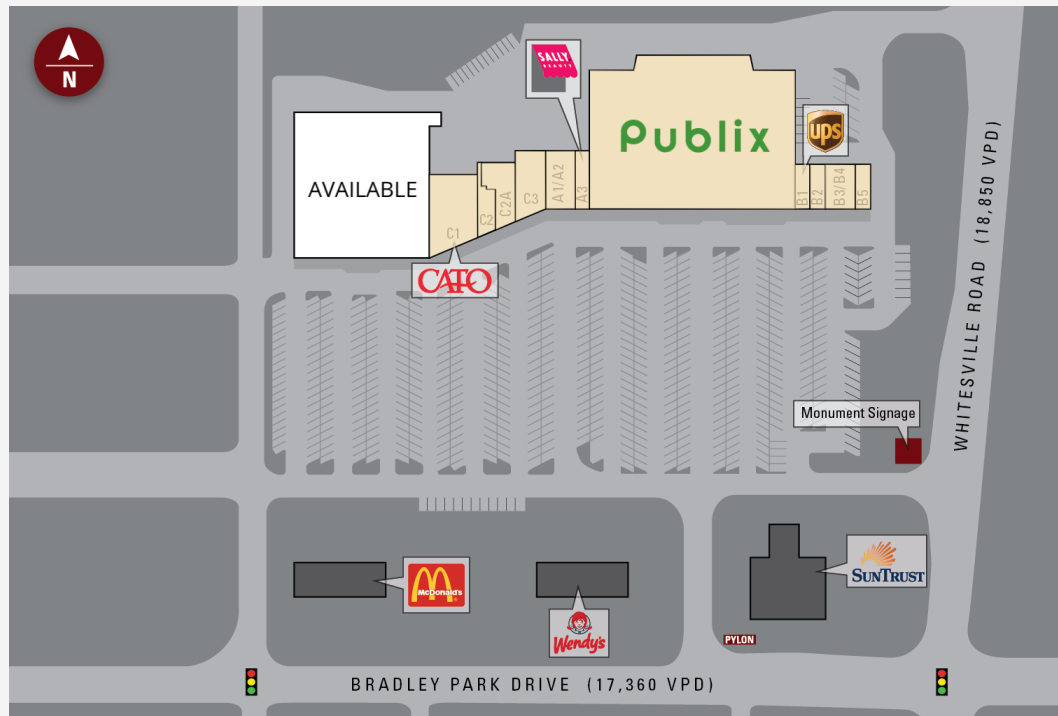 N
SALLY
BEAUTY
Publix
ups
AVAILABLE
C1
C2
C2A
C3
A1/A2
A3
B1
B2
B3/B4
B5
CATO
WHITESVILLE ROAD (18,850 VPD)
Monument Signage
McDonald's
Wendy's
SUNTRUST
PYLON
BRADLEY PARK DRIVE (17,360 VPD)